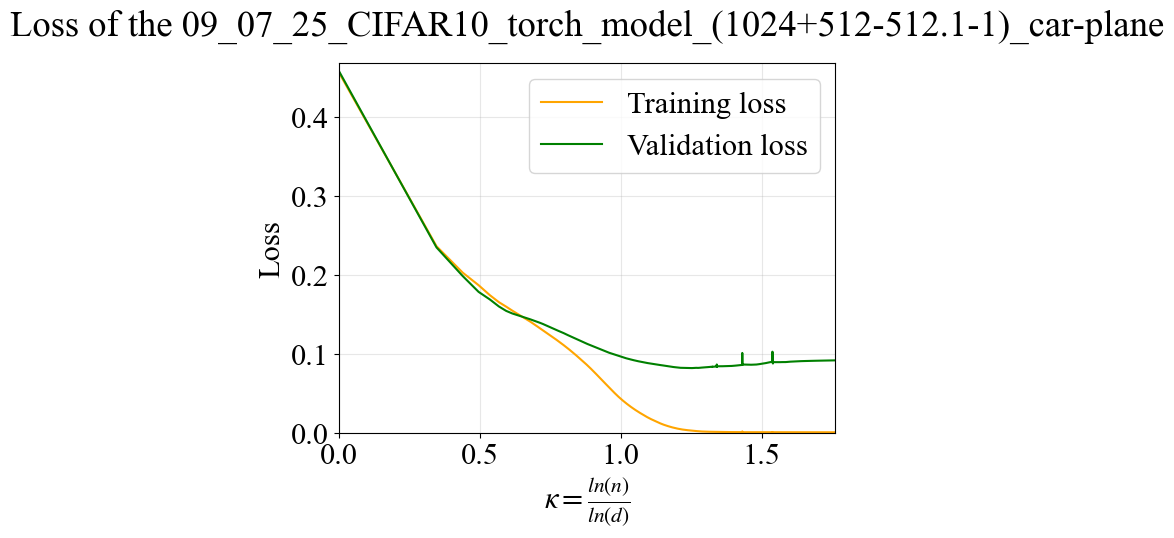 Loss of the 09_07_25_CIFAR10_torch_model_(1024+512-512.1-1)_car-plane
Training loss
Validation loss
Loss
0.4
0.3
0.2
0.1
0.0
0.0 0.5 1.0 1.5
κ = ln(n)/ln(d)